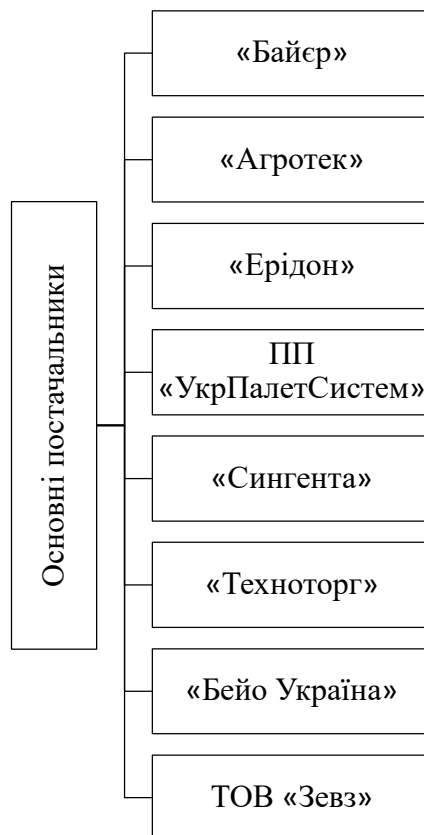 Основні постачальники
«Байєр»
«Агротек»
«Ерідон»
ПП
«УкрПалетСистем»
«Сингента»
«Техноторг»
«Бейо Україна»
ТОВ «Зевз»